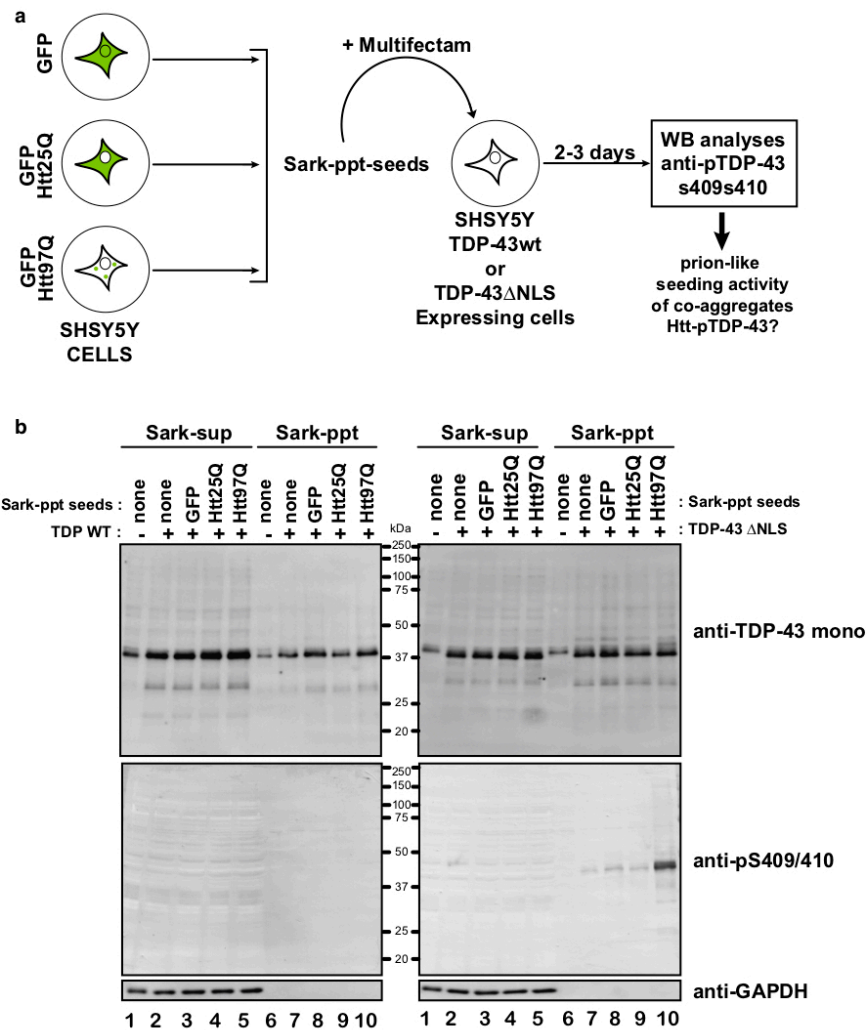 a
GFP
GFP
Htt25Q
GFP
Htt97Q
SHSY5Y
CELLS
+ Multifectam
Sark-ppt-seeds
SHSY5Y
TDP-43wt
or
TDP-43ΔNLS
Expressing cells
2-3 days
WB analyses
anti-pTDP-43
s409s410
prion-like
seeding activity
of co-aggregates
Htt-pTDP-43?
b
Sark-sup Sark-ppt Sark-sup Sark-ppt
Sark-ppt seeds : none none GFP Htt25Q Htt97Q none none GFP Htt25Q Htt97Q none none GFP Htt25Q Htt97Q none none GFP Htt25Q Htt97Q : Sark-ppt seeds
TDP WT : - + + + + - + + + + kDa - + + + + - + + + + : TDP-43 ΔNLS
250
150
100
75
50
37
25
20
anti-TDP-43 mono
250
150
100
75
50
37
25
20
anti-pS409/410
anti-GAPDH
1 2 3 4 5 6 7 8 9 10 1 2 3 4 5 6 7 8 9 10